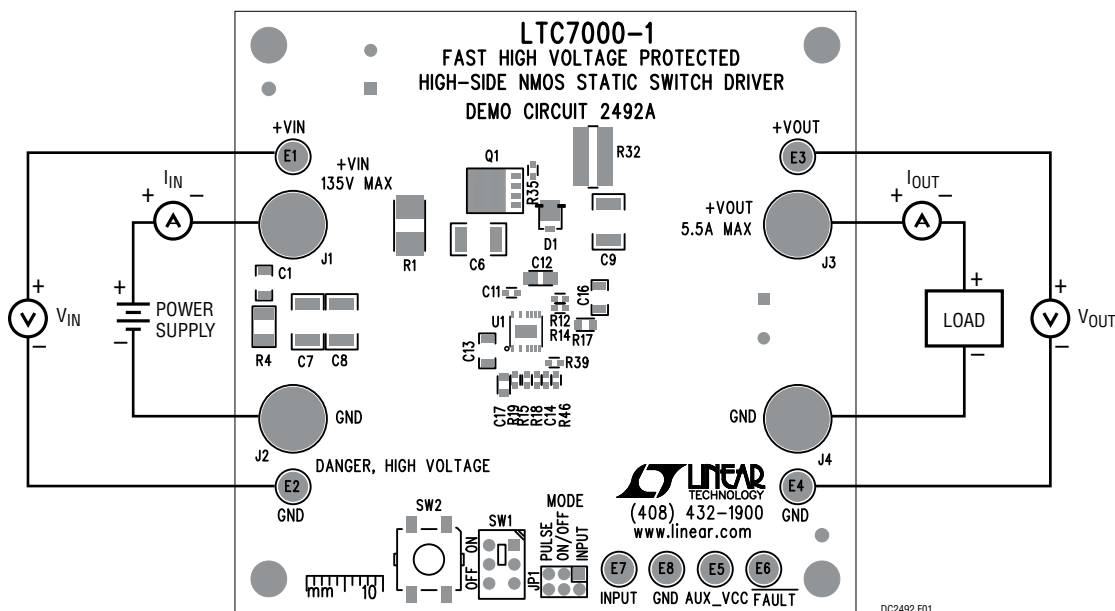 LTC7000-1
FAST HIGH VOLTAGE PROTECTED
HIGH-SIDE NMOS STATIC SWITCH DRIVER
DEMO CIRCUIT 2492A
+VIN
E1
+VIN
135V MAX
J1
IIN
+
–
A
+
–
POWER
SUPPLY
+
–
V
VIN
C1
R4
C7
C8
R1
Q1
R35
R32
D1
C6
C9
C12
C11
C16
U1
R12
R14
R17
C13
R39
C17
R19
R15
R18
C14
R46
+VOUT
E3
+VOUT
5.5A MAX
J3
IOUT
+
–
A
+
LOAD
–
+
V
–
VOUT
GND
J2
E2
GND
DANGER, HIGH VOLTAGE
GND
J4
E4
GND
LINEAR
TECHNOLOGY
(408) 432-1900
www.linear.com
SW2
SW1
OFF
ON
MODE
PULSE
ON/OFF
INPUT
JP1
mm
10
E7
E8
E5
E6
INPUT
GND
AUX_VCC
FAULT
DC2492 F01